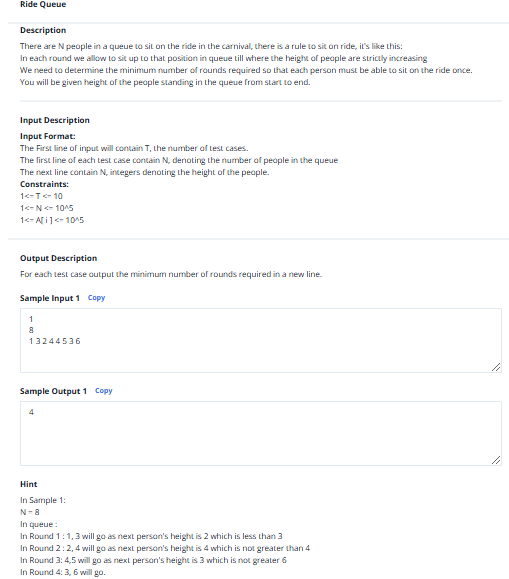 Ride Queue
Description
There are N people in a queue to sit on the ride in the carnival, there is a rule to sit on ride, it's like this:
In each round we allow to sit up to that position in queue till where the height of people are strictly increasing
We need to determine the minimum number of rounds required so that each person must be able to sit on the ride once.
You will be given height of the people standing in the queue from start to end.
Input Description
Input Format:
The First line of input will contain T, the number of test cases.
The first line of each test case contain N, denoting the number of people in the queue
The next line contain N, integers denoting the height of the people.
Constraints:
1<= T <= 10
1<= N <= 10^5
1<= A[ i ] <= 10^5
Output Description
For each test case output the minimum number of rounds required in a new line.
Sample Input 1 Copy
1
8
1 3 2 4 4 5 3 6
Sample Output 1 Copy
4
Hint
In Sample 1:
N = 8
In queue :
In Round 1 : 1, 3 will go as next person's height is 2 which is less than 3
In Round 2 : 2, 4 will go as next person's height is 4 which is not greater than 4
In Round 3: 4,5 will go as next person's height is 3 which is not greater 6
In Round 4: 3, 6 will go.